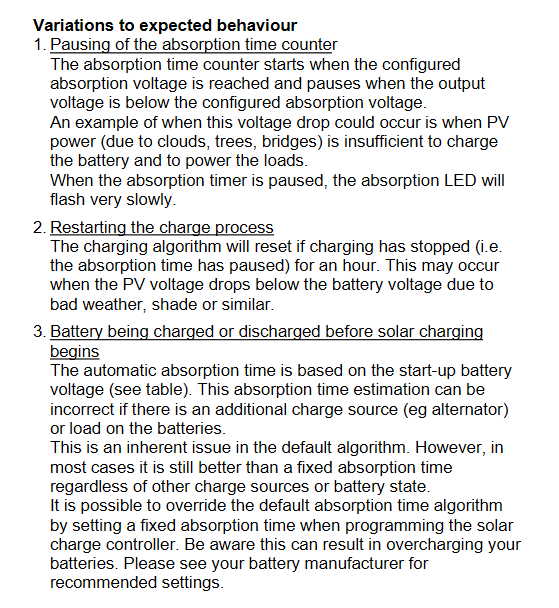 Variations to expected behaviour
1. Pausing of the absorption time counter
The absorption time counter starts when the configured
absorption voltage is reached and pauses when the output
voltage is below the configured absorption voltage.
An example of when this voltage drop could occur is when PV
power (due to clouds, trees, bridges) is insufficient to charge
the battery and to power the loads.
When the absorption timer is paused, the absorption LED will
flash very slowly.
2. Restarting the charge process
The charging algorithm will reset if charging has stopped (i.e.
the absorption time has paused) for an hour. This may occur
when the PV voltage drops below the battery voltage due to
bad weather, shade or similar.
3. Battery being charged or discharged before solar charging
begins
The automatic absorption time is based on the start-up battery
voltage (see table). This absorption time estimation can be
incorrect if there is an additional charge source (eg alternator)
or load on the batteries.
This is an inherent issue in the default algorithm. However, in
most cases it is still better than a fixed absorption time
regardless of other charge sources or battery state.
It is possible to override the default absorption time algorithm
by setting a fixed absorption time when programming the solar
charge controller. Be aware this can result in overcharging your
batteries. Please see your battery manufacturer for
recommended settings.